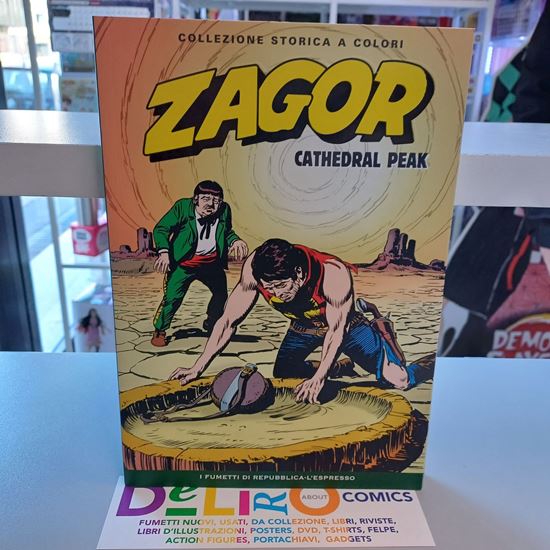 COLLEZIONE STORICA A COLORI
ZAGOR
CATHEDRAL PEAK
I FUMETTI DI REPUBBLICA-L'ESPRESSO
DeLiRO ABOUT COMICS
FUMETTI NUOVI, USATI, DA COLLEZIONE, LIBRI, RIVISTE,
LIBRI D'ILLUSTRAZIONI, POSTERS, DVD, T-SHIRTS, FELPE,
ACTION FIGURES, PORTACHIAVI, GADGETS